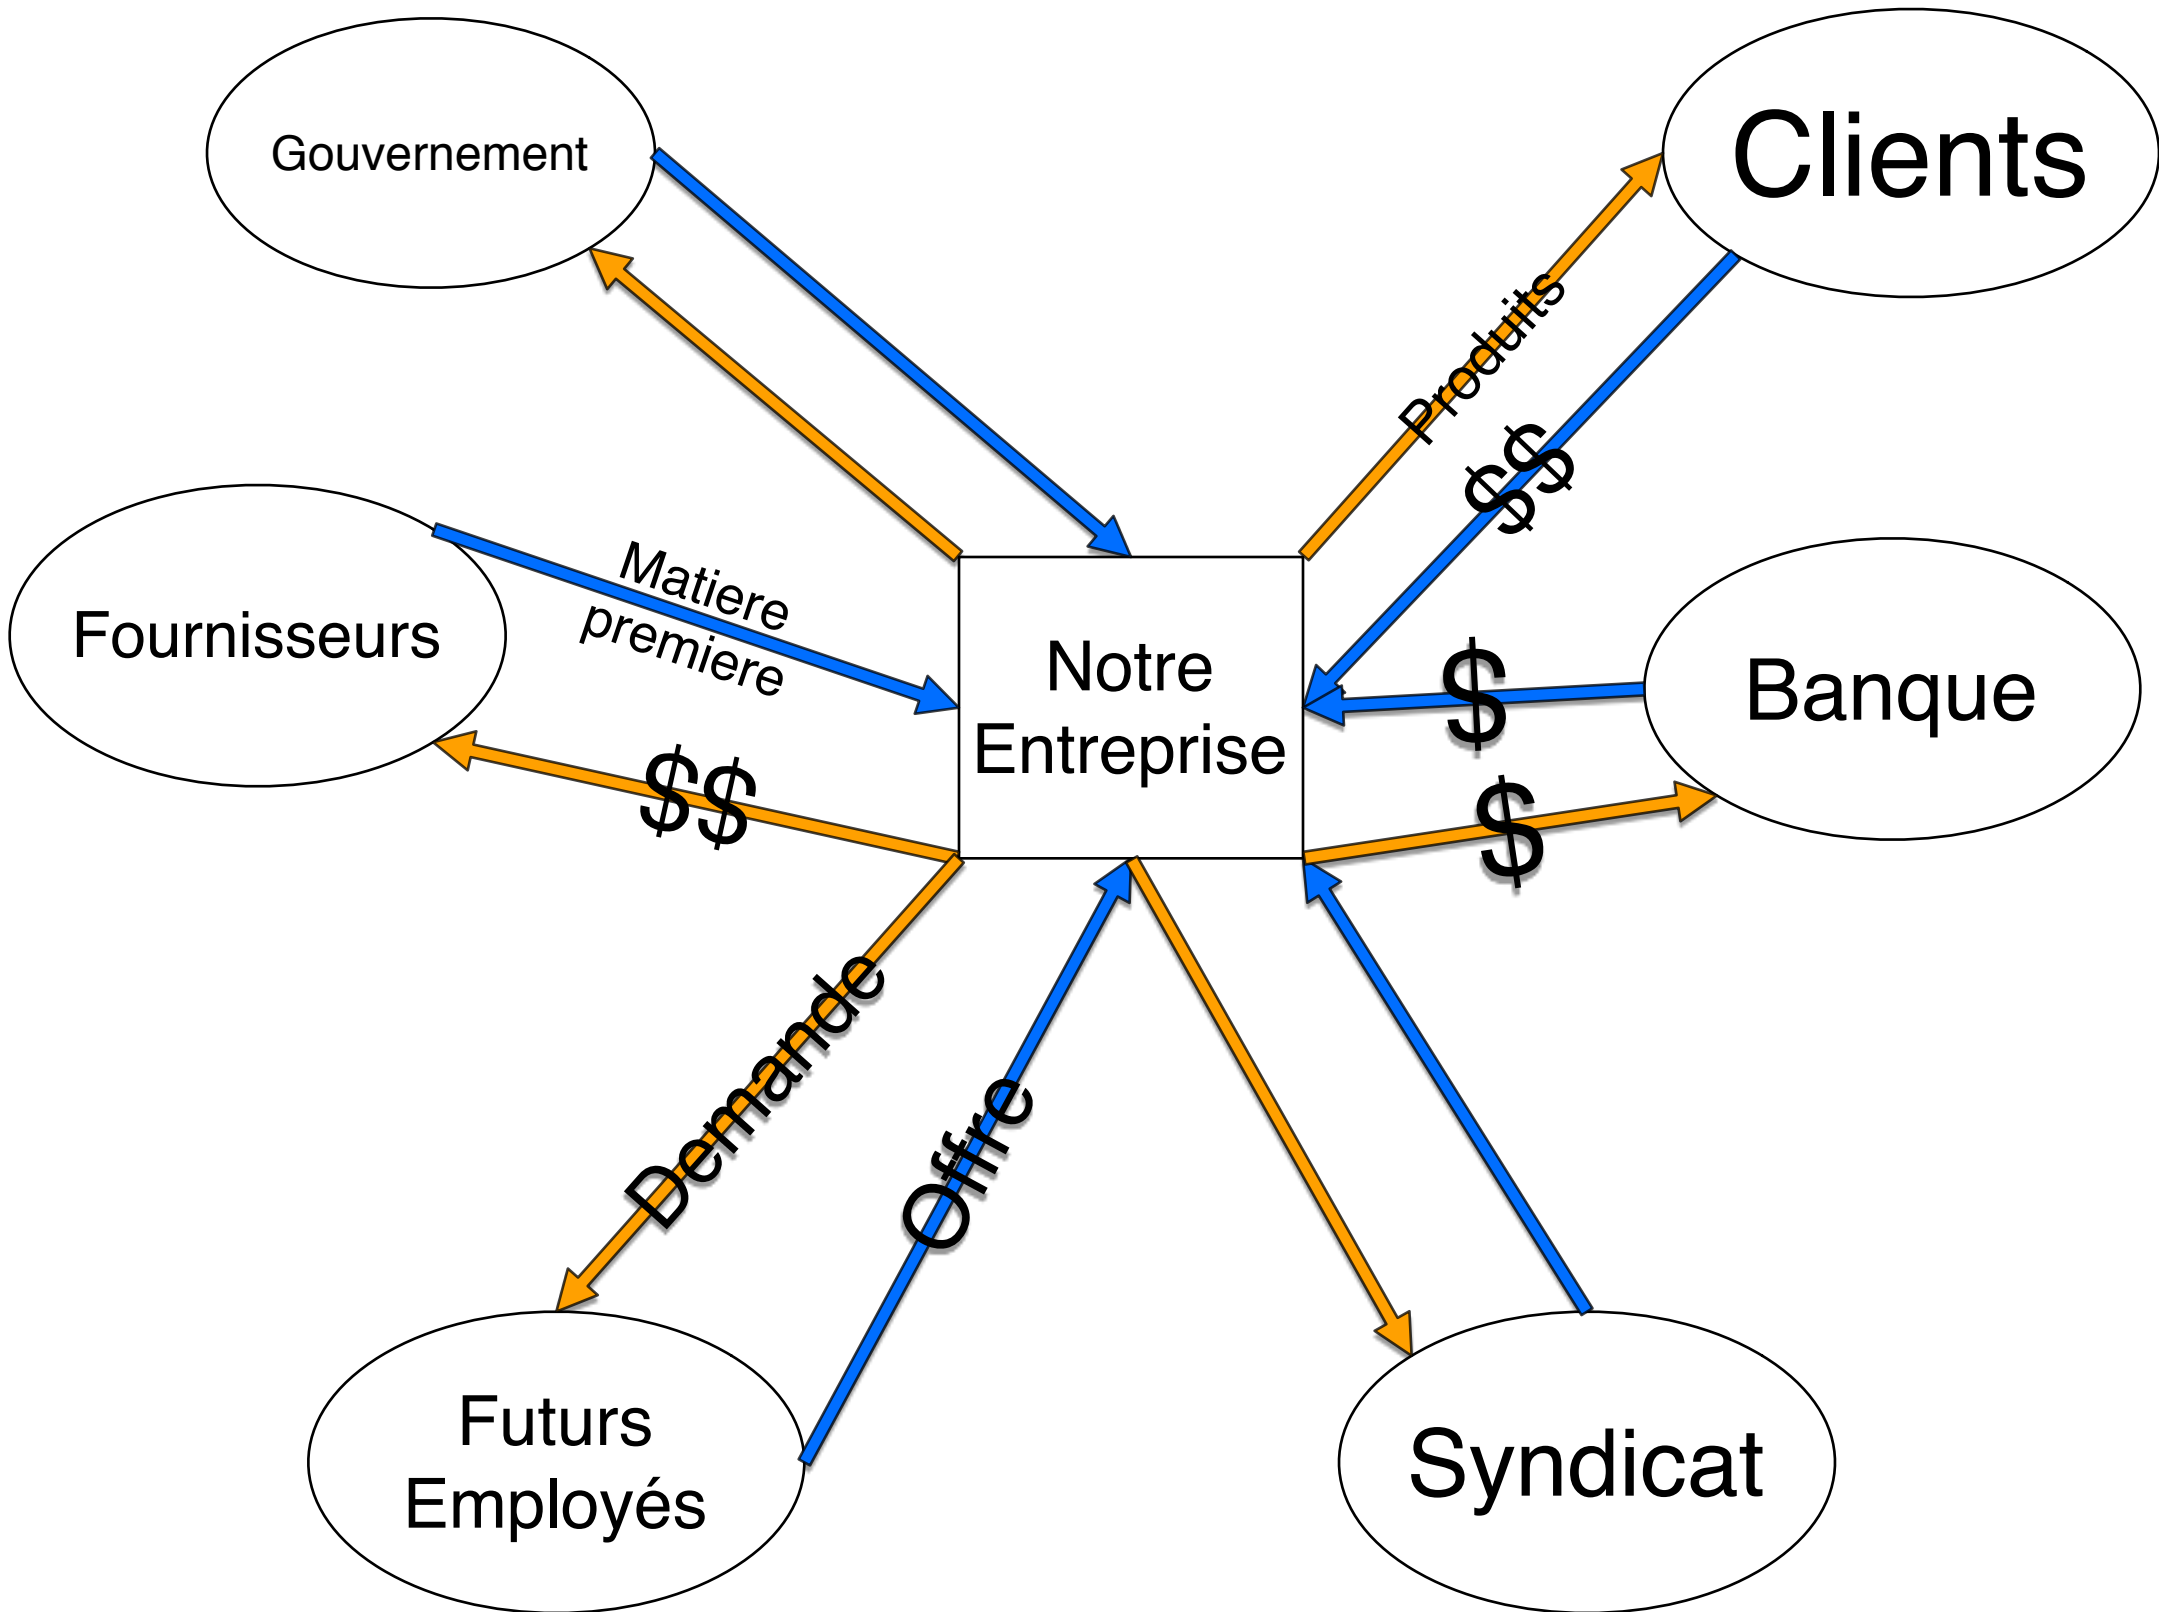 Gouvernement
Clients
Produits
$$
Matiere
premiere
Fournisseurs
Notre
Entreprise
$
Banque
$$
$
Demande
Offre
Futurs
Employés
Syndicat